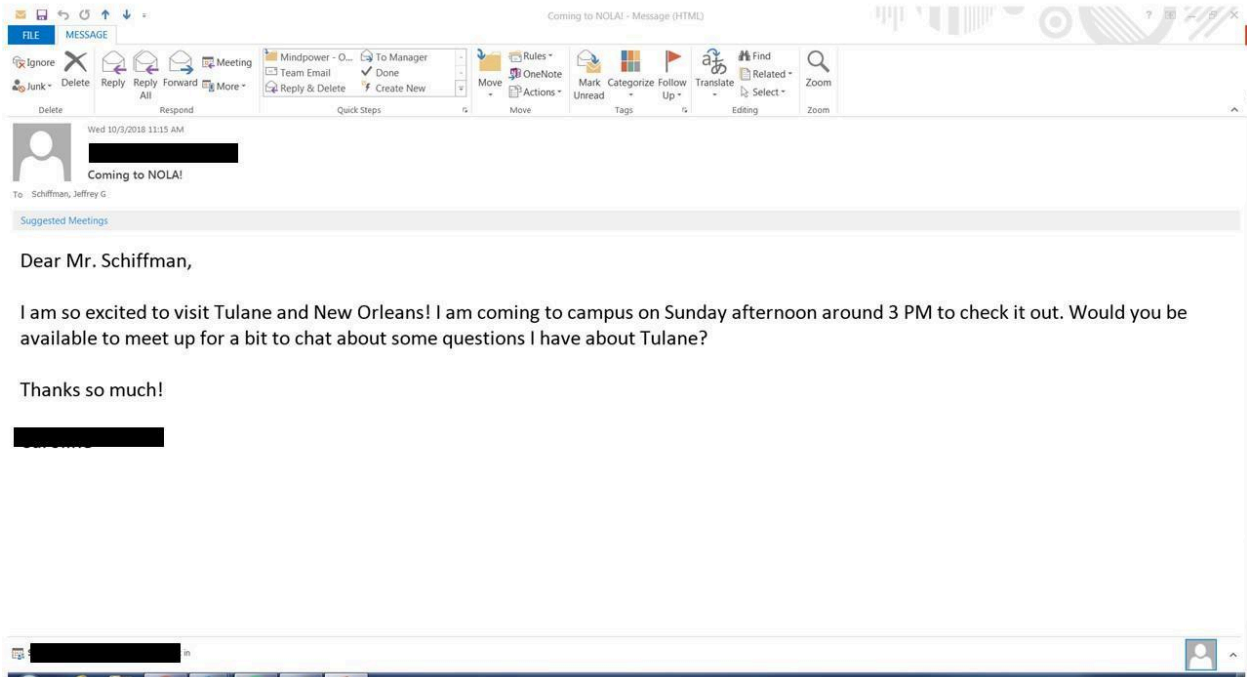 Coming to NOLA! - Message (HTML)
FILE MESSAGE
Ignore
Junk
Delete
Reply
Reply All
Forward
Meeting
More
Mindpower - O...
Team Email
Reply & Delete
To Manager
Done
Create New
Move
Rules
OneNote
Actions
Mark Unread
Categorize
Follow Up
Translate
Find
Related
Select
Zoom
Delete Respond Quick Steps Move Tags Editing Zoom
Wed 10/3/2018 11:15 AM
Coming to NOLA!
To Schiffman, Jeffrey G
Suggested Meetings
Dear Mr. Schiffman,
I am so excited to visit Tulane and New Orleans! I am coming to campus on Sunday afternoon around 3 PM to check it out. Would you be
available to meet up for a bit to chat about some questions I have about Tulane?
Thanks so much!
in